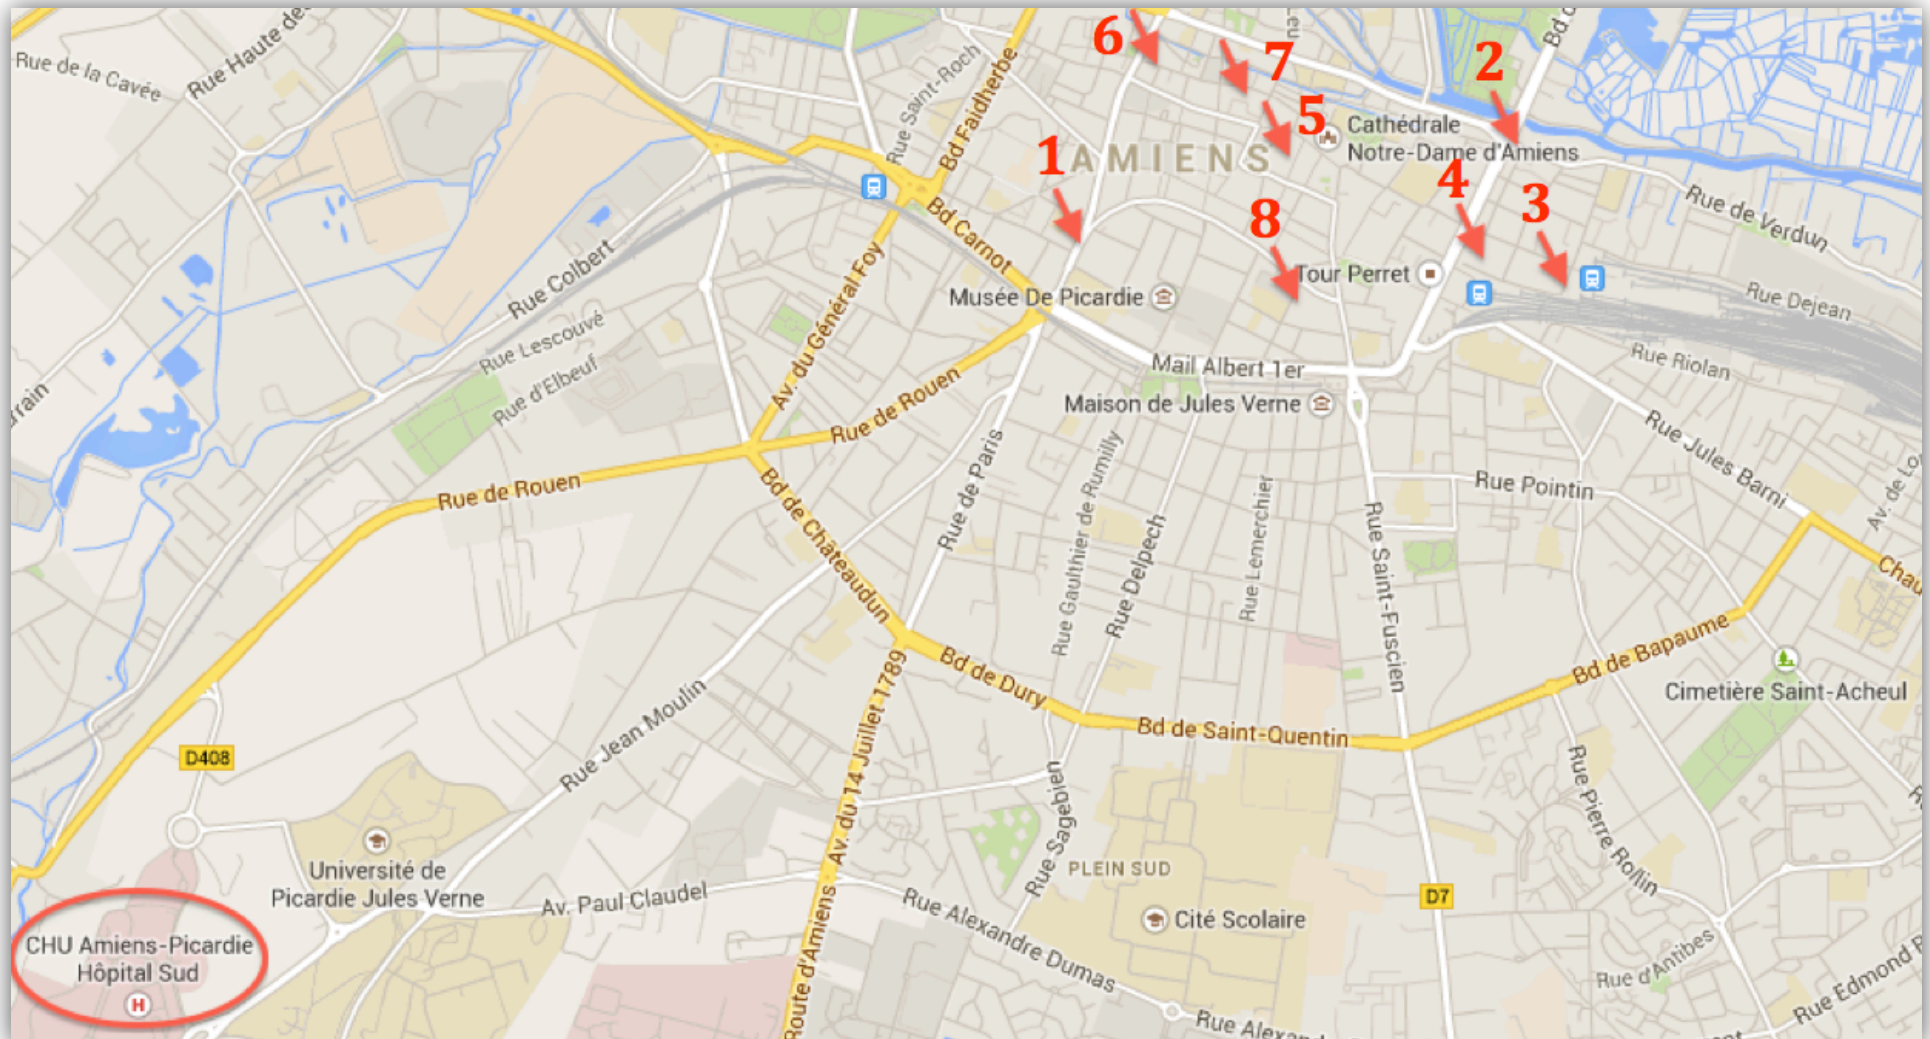 Rue de la Cavée
Rue Haute des
Rue Saint-Roch
Bd Faidherbe
6
7
2
5
1
4
3
8
Cathédrale
Notre-Dame d'Amiens
AMIENS
Rue de Verdun
Bd Carnot
Rue Colbert
Av. du Général Foy
Musée De Picardie
Tour Perret
Rue Dejean
Rue Lescouvé
Rue d'Elbeuf
Mail Albert 1er
Rue Riolan
Maison de Jules Verne
Rue de Rouen
Rue de Rouen
Rue Jules Barni
Rue de Paris
Rue Gaulthier de Rumilly
Rue Delpech
Rue Lemerchier
Rue Pointin
Bd de Châteaudun
Rue Saint-Fuscien
Bd de Bapaume
Bd de Dury
Bd de Saint-Quentin
Cimetière Saint-Acheul
D408
Rue Jean Moulin
Av. du 14 Juillet 1789
Rue Sagebien
Rue Pierre Rollin
Université de
Picardie Jules Verne
PLEIN SUD
Av. Paul Claudel
D7
Rue Alexandre Dumas
Cité Scolaire
CHU Amiens-Picardie
Hôpital Sud
H
Route d'Amiens
Rue d'Antibes
Rue Edmond
Rue Alexand